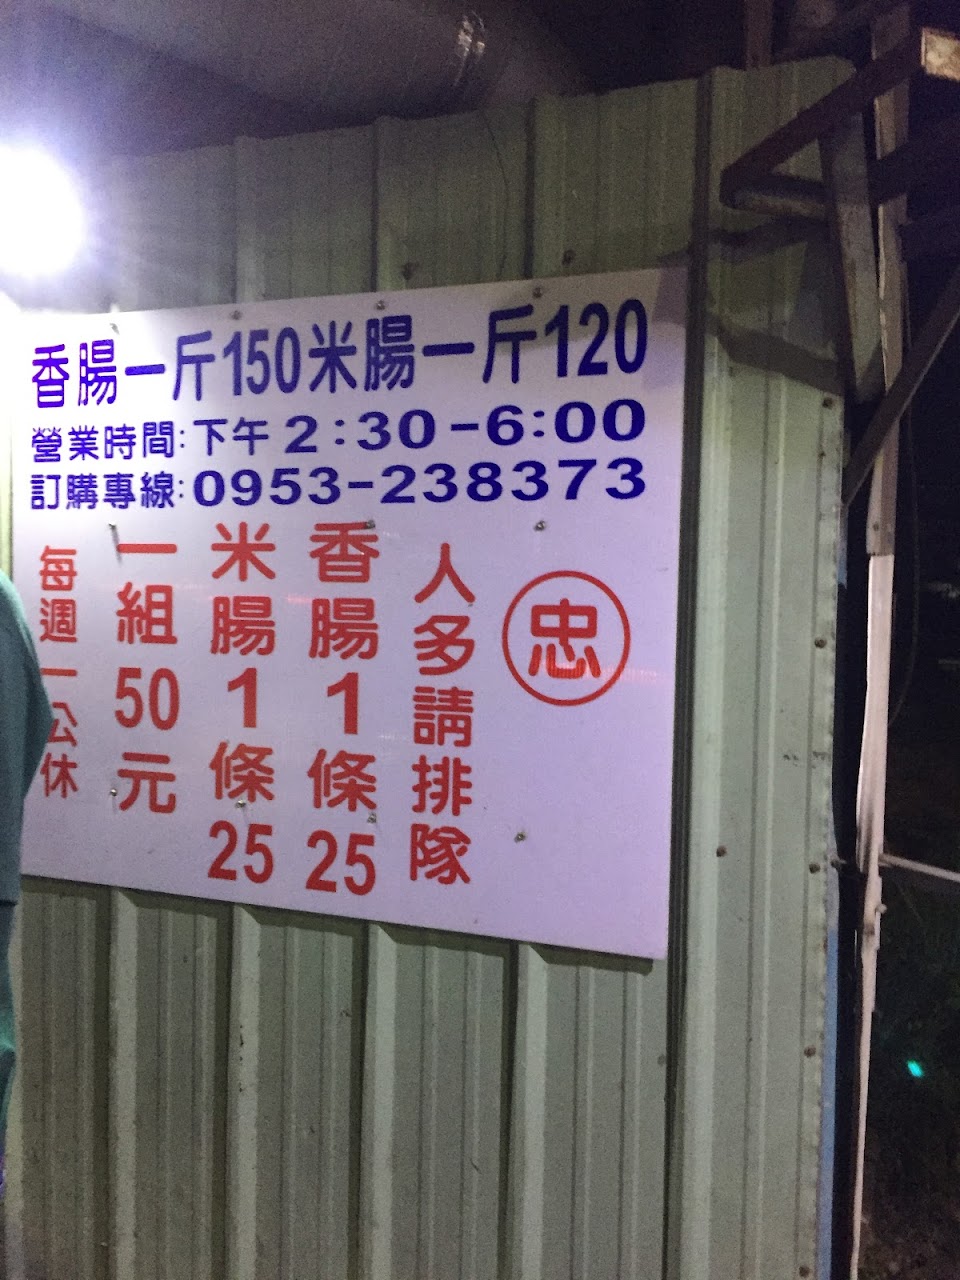 香腸一斤150米腸一斤120
營業時間:下午2:30-6:00
訂購專線:0953-238373
忠
人多請排隊
香腸1條25
米腸1條25
一組50元
每週一公休